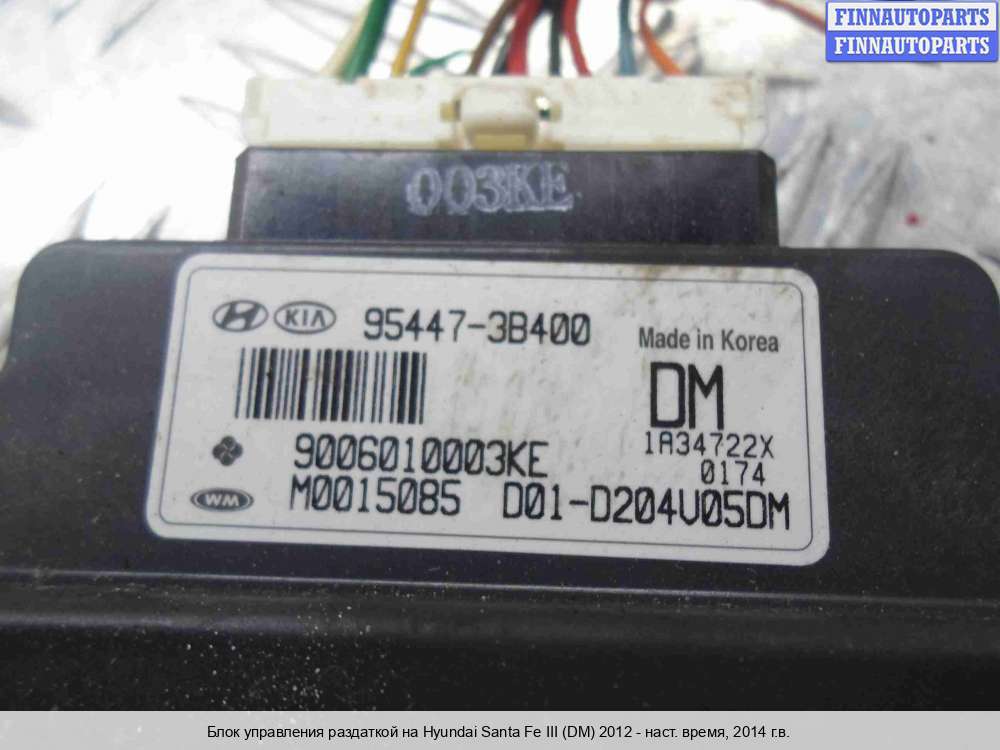 FINNAUTOPARTS
FINNAUTOPARTS
003KE
KIA 95447-3B400
Made in Korea
DM
1A34722X
9006010003KE
0174
WM M0015085 D01-D204V05DM
Блок управления раздаткой на Hyundai Santa Fe III (DM) 2012 - наст. время, 2014 г.в.